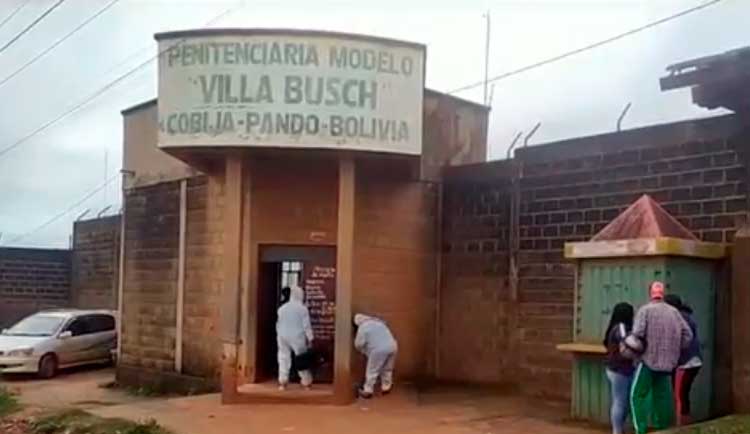 PENITENCIARIA MODELO
"VILLA BUSCH"
COBIJA-PANDO-BOLIVIA